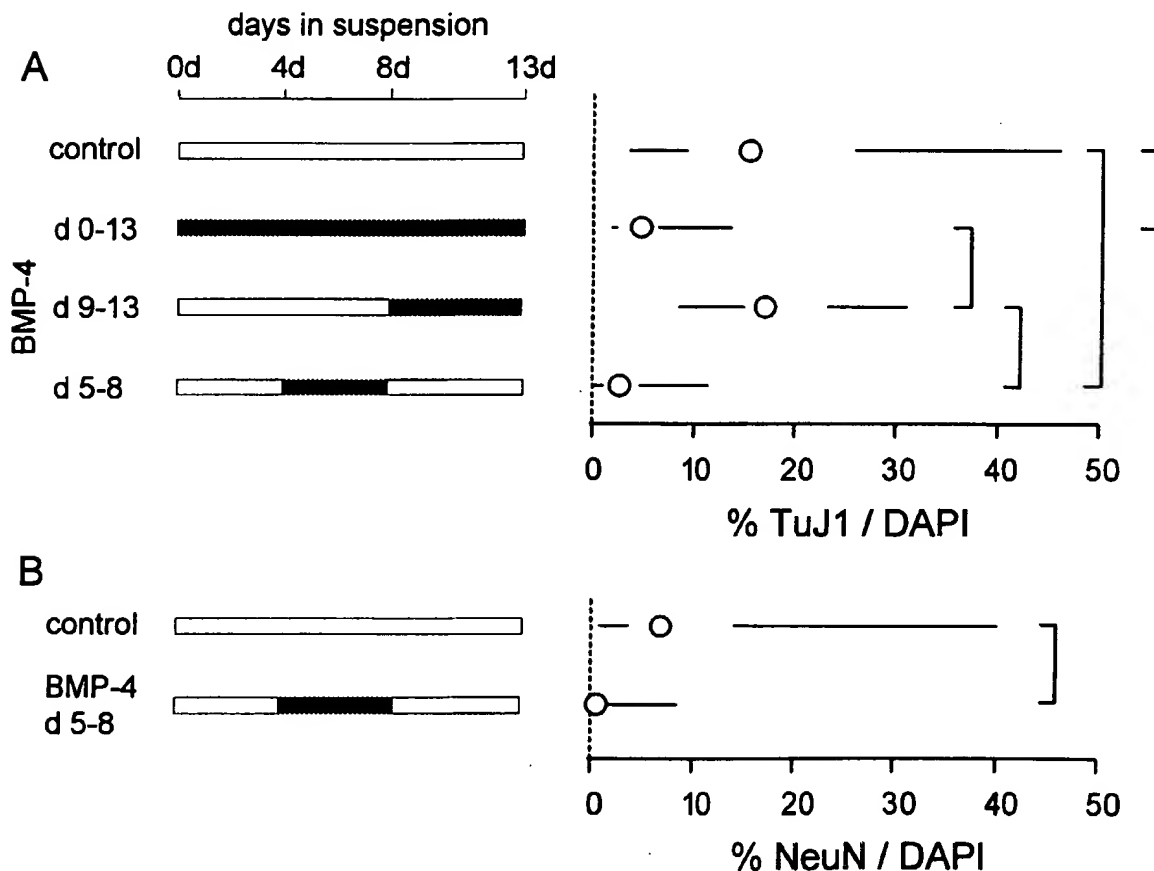 days in suspension
A
0d 4d 8d 13d
control
d 0-13
d 9-13
d 5-8
BMP-4
0 10 20 30 40 50
% TuJ1 / DAPI
B
control
BMP-4
d 5-8
0 10 20 30 40 50
% NeuN / DAPI